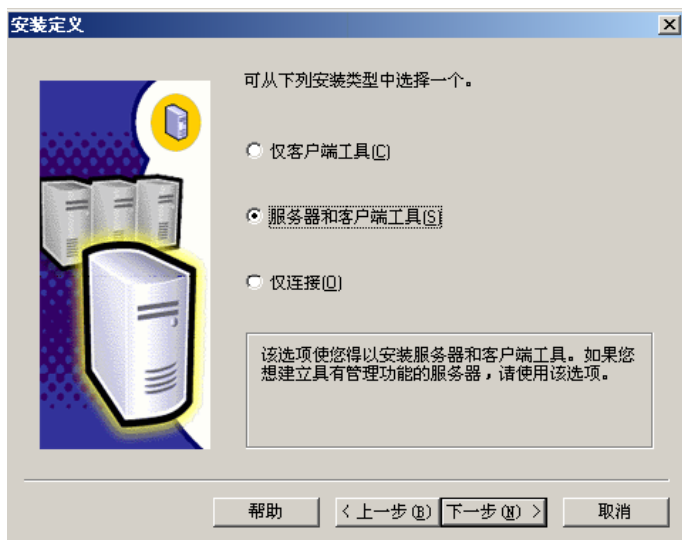 安装定义
可从下列安装类型中选择一个。
仅客户端工具(C)
服务器和客户端工具(S)
仅连接(O)
该选项使您得以安装服务器和客户端工具。如果您
想建立具有管理功能的服务器，请使用该选项。
帮助
< 上一步(B)
下一步(N) >
取消